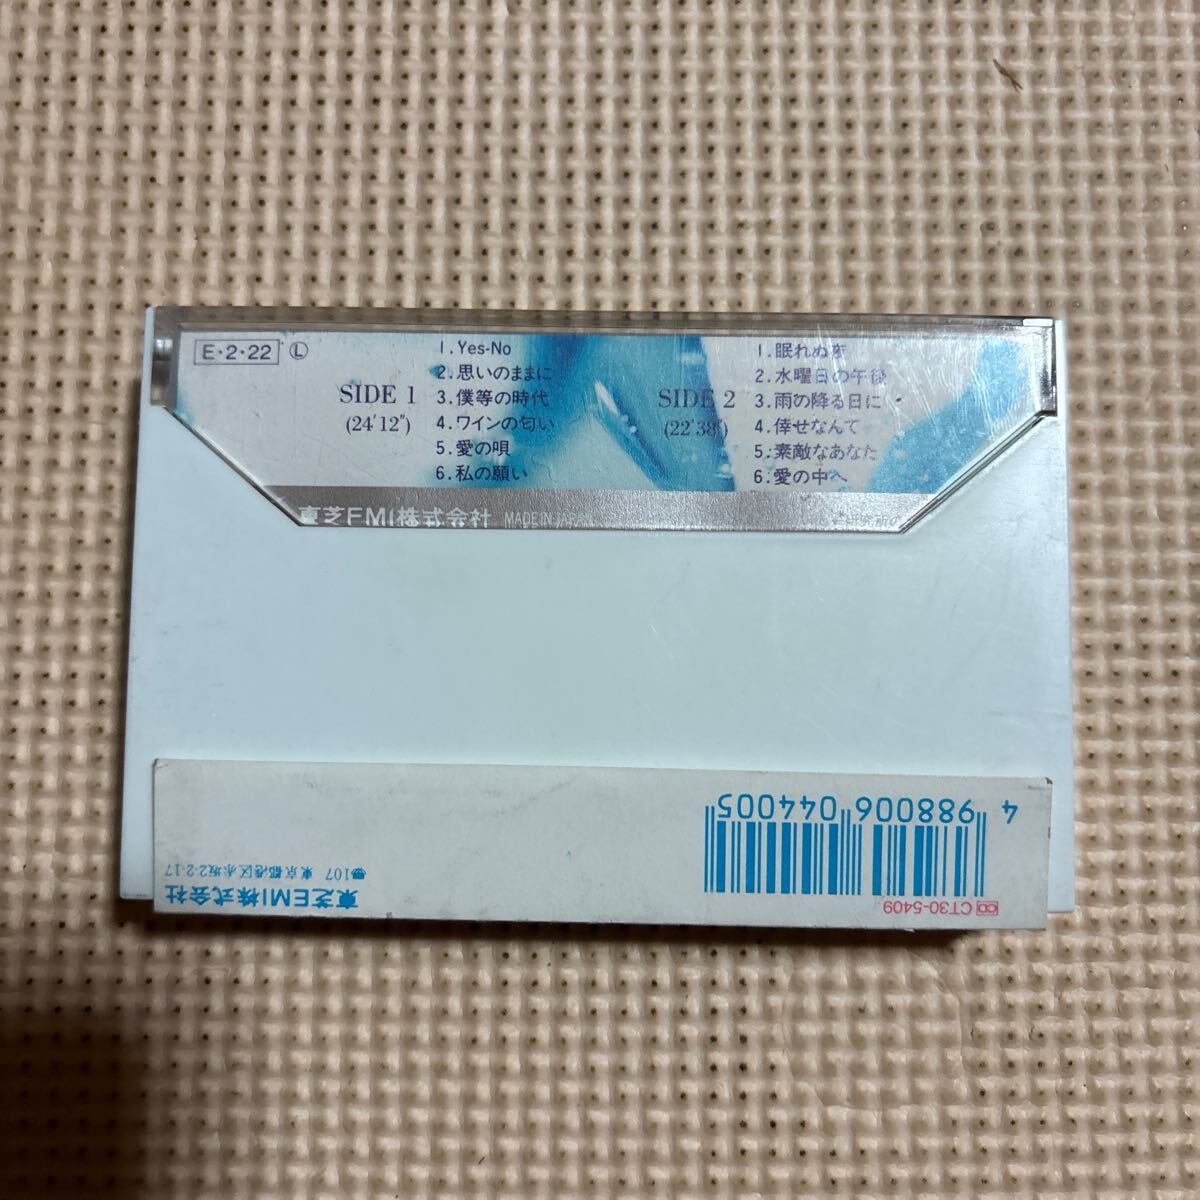 E・2・22 Ⓛ
SIDE 1
(24'12")
1. Yes-No
2. 思いのままに
3. 僕等の時代
4. ワインの匂い
5. 愛の唄
6. 私の願い
SIDE 2
(22'38")
1. 眠れぬ夜
2. 水曜日の午後
3. 雨の降る日に
4. 倖せなんて
5. 素敵なあなた
6. 愛の中へ
東芝EMI株式会社 MADE IN JAPAN
CT30-5409
4 988006 044005
東芝EMI株式会社
107 東京都港区赤坂2-2-17